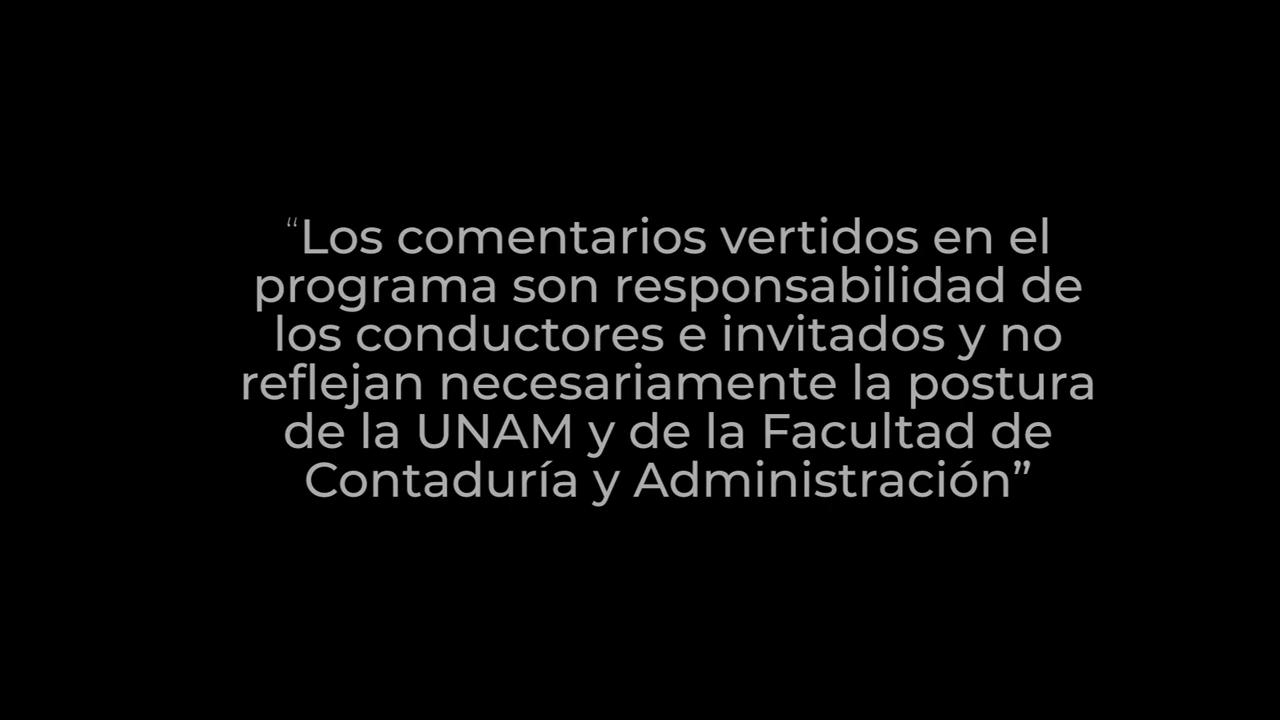 “Los comentarios vertidos en el
programa son responsabilidad de
los conductores e invitados y no
reflejan necesariamente la postura
de la UNAM y de la Facultad de
Contaduría y Administración”